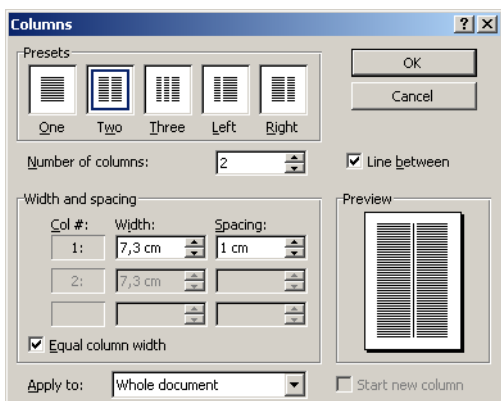 Columns
Presets
One Two Three Left Right
OK
Cancel
Number of columns: 2
Line between
Width and spacing
Col #: Width: Spacing:
1: 7,3 cm 1 cm
2: 7,3 cm
Equal column width
Preview
Apply to: Whole document
Start new column